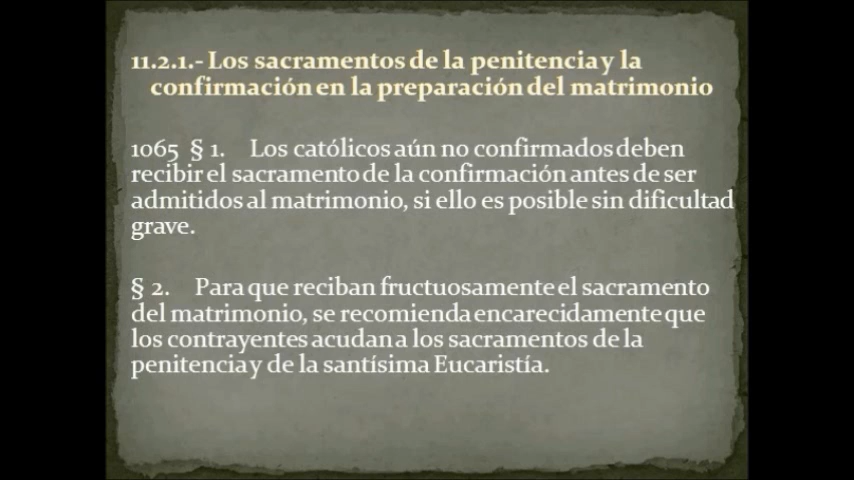 11.2.1.- Los sacramentos de la penitencia y la
confirmación en la preparación del matrimonio
1065 § 1. Los católicos aún no confirmados deben
recibir el sacramento de la confirmación antes de ser
admitidos al matrimonio, si ello es posible sin dificultad
grave.
§ 2. Para que reciban fructuosamente el sacramento
del matrimonio, se recomienda encarecidamente que
los contrayentes acudan a los sacramentos de la
penitencia y de la santísima Eucaristía.